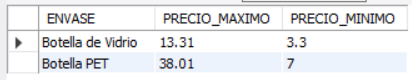 ENVASE PRECIO_MAXIMO PRECIO_MINIMO
Botella de Vidrio 13.31 3.3
Botella PET 38.01 7